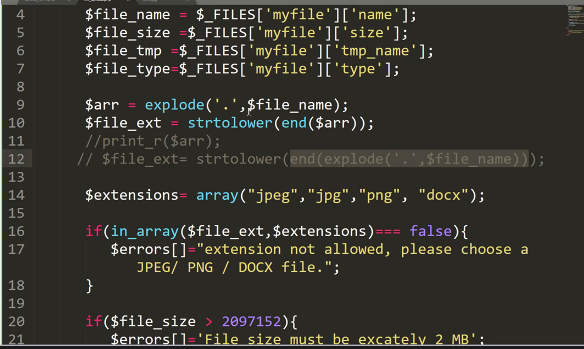 4 $file_name = $_FILES['myfile']['name'];
5 $file_size =$_FILES['myfile']['size'];
6 $file_tmp =$_FILES['myfile']['tmp_name'];
7 $file_type=$_FILES['myfile']['type'];
8
9 $arr = explode('.',$file_name);
10 $file_ext = strtolower(end($arr));
11 //print_r($arr);
12 // $file_ext= strtolower(end(explode('.',$file_name)));
13
14 $extensions= array("jpeg","jpg","png", "docx");
15
16 if(in_array($file_ext,$extensions)=== false){
17 $errors[]="extension not allowed, please choose a
JPEG/ PNG / DOCX file.";
18 }
19
20 if($file_size > 2097152){
21 $errors[]='File size must be excately 2 MB';